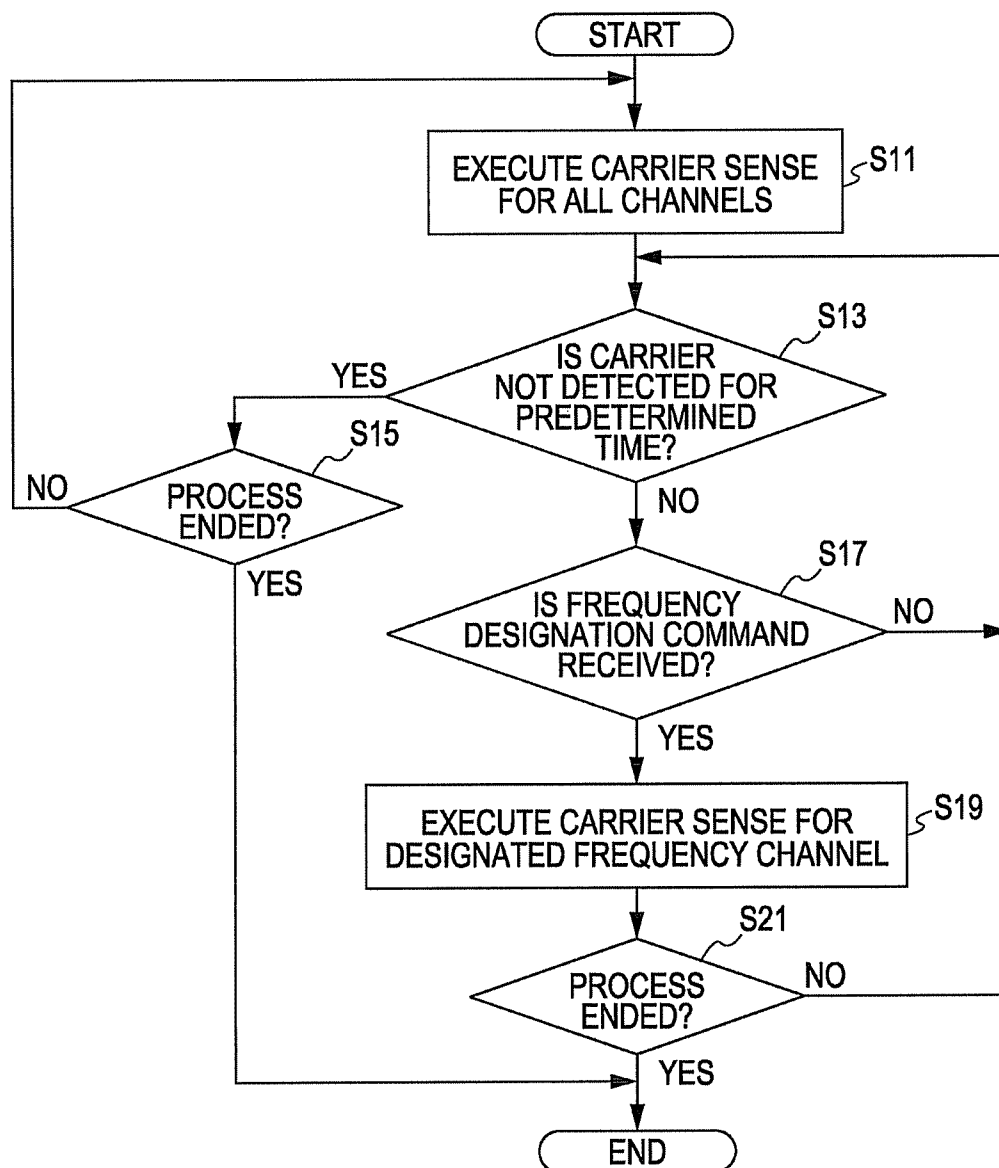 START
EXECUTE CARRIER SENSE
FOR ALL CHANNELS
S11
S13
IS CARRIER
NOT DETECTED FOR
PREDETERMINED
TIME?
YES
S15
NO
PROCESS
ENDED?
YES
NO
S17
IS FREQUENCY
DESIGNATION COMMAND
RECEIVED?
NO
YES
EXECUTE CARRIER SENSE FOR
DESIGNATED FREQUENCY CHANNEL
S19
S21
PROCESS
ENDED?
NO
YES
END